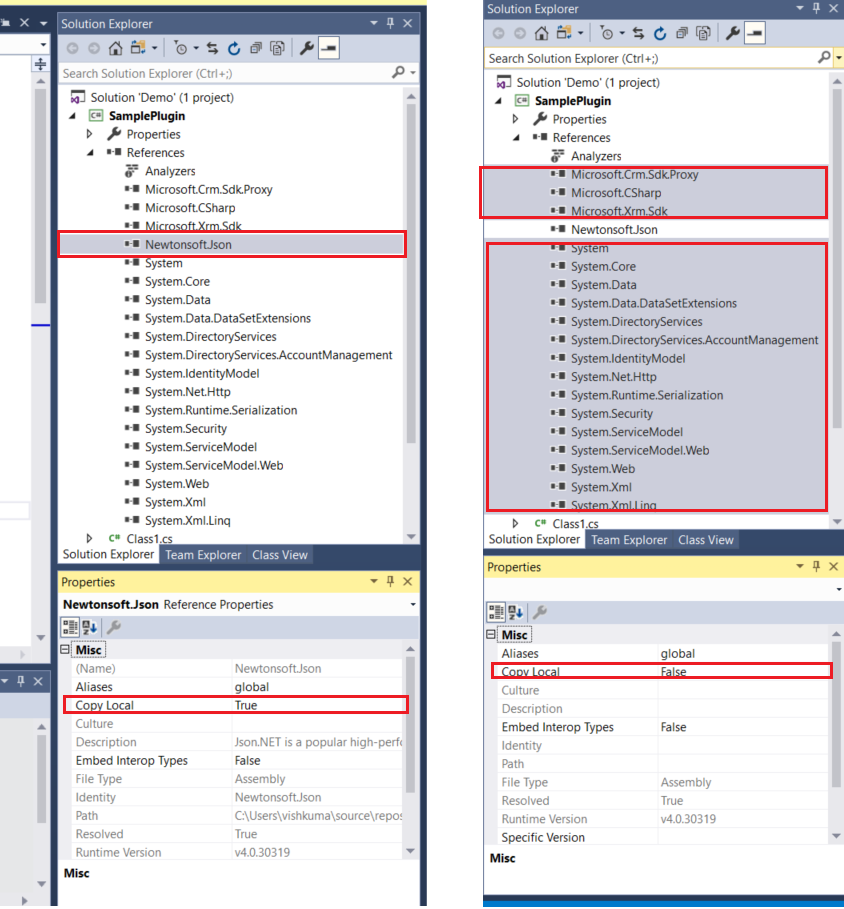 Solution Explorer
Search Solution Explorer (Ctrl+;)
Solution 'Demo' (1 project)
C# SamplePlugin
Properties
References
Analyzers
Microsoft.Crm.Sdk.Proxy
Microsoft.CSharp
Microsoft.Xrm.Sdk
Newtonsoft.Json
System
System.Core
System.Data
System.Data.DataSetExtensions
System.DirectoryServices
System.DirectoryServices.AccountManagement
System.IdentityModel
System.Net.Http
System.Runtime.Serialization
System.Security
System.ServiceModel
System.ServiceModel.Web
System.Web
System.Xml
System.Xml.Linq
C# Class1.cs
Solution Explorer Team Explorer Class View
Properties
Newtonsoft.Json Reference Properties
Misc
(Name) Newtonsoft.Json
Aliases global
Copy Local True
Culture
Description Json.NET is a popular high-perfo
Embed Interop Types False
File Type Assembly
Identity Newtonsoft.Json
Path C:\Users\vishkuma\source\repos
Resolved True
Runtime Version v4.0.30319
Misc
Solution Explorer
Search Solution Explorer (Ctrl+;)
Solution 'Demo' (1 project)
C# SamplePlugin
Properties
References
Analyzers
Microsoft.Crm.Sdk.Proxy
Microsoft.CSharp
Microsoft.Xrm.Sdk
Newtonsoft.Json
System
System.Core
System.Data
System.Data.DataSetExtensions
System.DirectoryServices
System.DirectoryServices.AccountManagement
System.IdentityModel
System.Net.Http
System.Runtime.Serialization
System.Security
System.ServiceModel
System.ServiceModel.Web
System.Web
System.Xml
System.Xml.Linq
C# Class1.cs
Solution Explorer Team Explorer Class View
Properties
Misc
Aliases global
Copy Local False
Culture
Description
Embed Interop Types False
Identity
Path
File Type Assembly
Resolved True
Runtime Version v4.0.30319
Specific Version
Misc